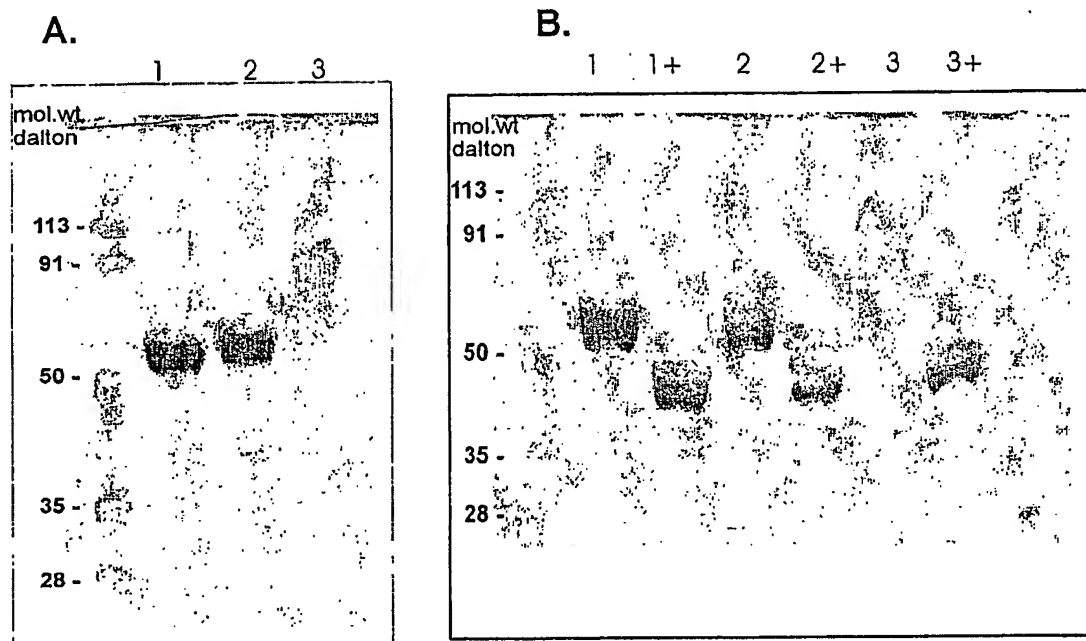 A.
1 2 3
mol.wt
dalton
113 -
91 -
50 -
35 -
28 -
B.
1 1+ 2 2+ 3 3+
mol.wt
dalton
113 -
91 -
50 -
35 -
28 -